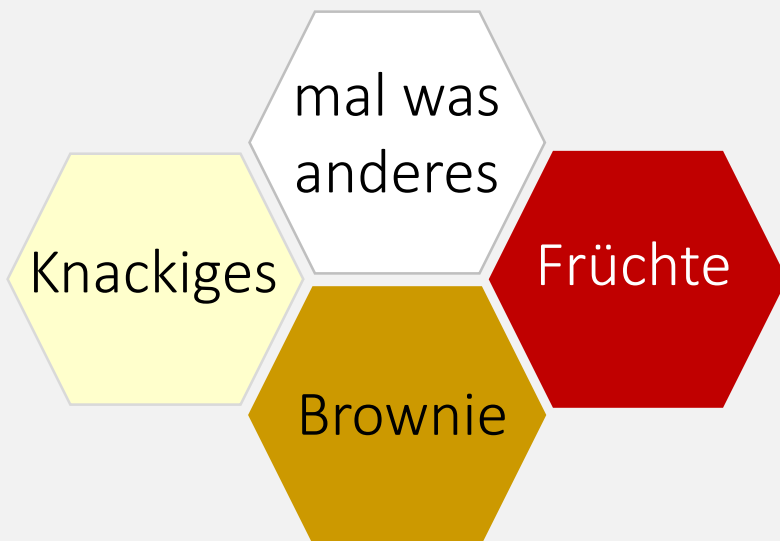 mal was
anderes
Knackiges
Früchte
Brownie